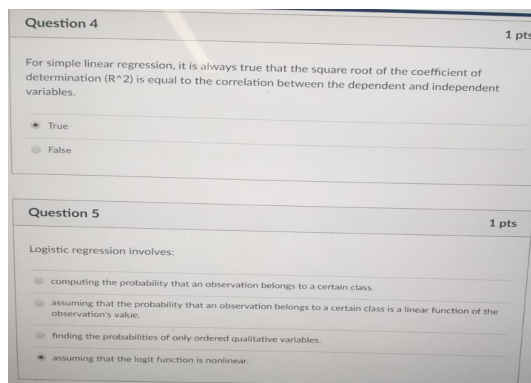 Question 4
1 pts
For simple linear regression, it is always true that the square root of the coefficient of
determination (R^2) is equal to the correlation between the dependent and independent
variables.
True
False
Question 5
1 pts
Logistic regression involves:
computing the probability that an observation belongs to a certain class.
assuming that the probability that an observation belongs to a certain class is a linear function of the
observation's value.
finding the probabilities of only ordered qualitative variables.
assuming that the logit function is nonlinear.